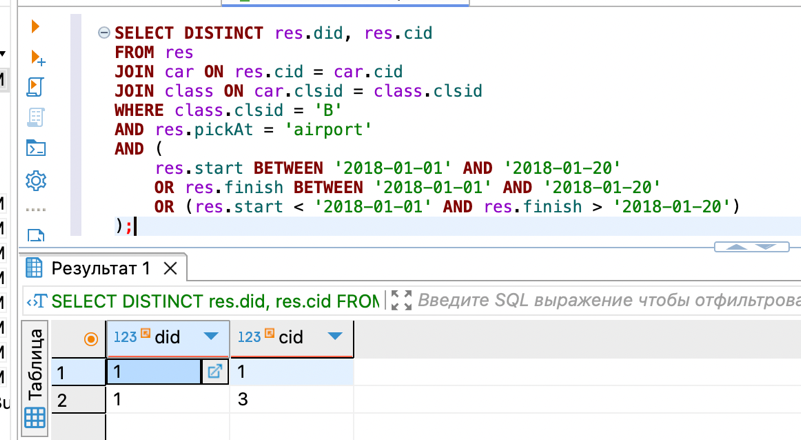 SELECT DISTINCT res.did, res.cid
FROM res
JOIN car ON res.cid = car.cid
JOIN class ON car.clsid = class.clsid
WHERE class.clsid = 'B'
AND res.pickAt = 'airport'
AND (
res.start BETWEEN '2018-01-01' AND '2018-01-20'
OR res.finish BETWEEN '2018-01-01' AND '2018-01-20'
OR (res.start < '2018-01-01' AND res.finish > '2018-01-20')
);
Результат 1
SELECT DISTINCT res.did, res.cid FROM Введите SQL выражение чтобы отфильтрова
Таблица
123 did 123 cid
1 1 1
2 1 3